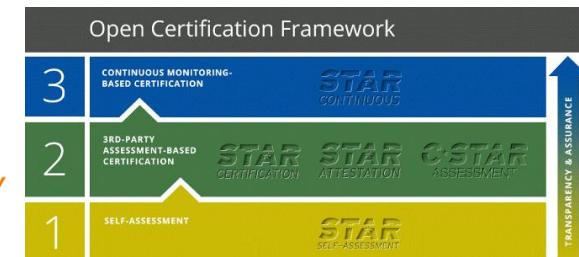 Open Certification Framework
3
CONTINUOUS MONITORING-
BASED CERTIFICATION
STAR
CONTINUOUS
2
3RD-PARTY
ASSESSMENT-BASED
CERTIFICATION
STAR
CERTIFICATION
STAR
ATTESTATION
C-STAR
ASSESSMENT
1
SELF-ASSESSMENT
STAR
SELF-ASSESSMENT
TRANSPARENCY & ASSURANCE